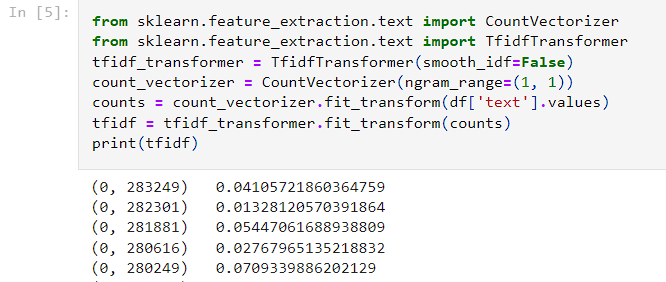 In [5]:
from sklearn.feature_extraction.text import CountVectorizer
from sklearn.feature_extraction.text import TfidfTransformer
tfidf_transformer = TfidfTransformer(smooth_idf=False)
count_vectorizer = CountVectorizer(ngram_range=(1, 1))
counts = count_vectorizer.fit_transform(df['text'].values)
tfidf = tfidf_transformer.fit_transform(counts)
print(tfidf)
(0, 283249)   0.04105721860364759
(0, 282301)   0.01328120570391864
(0, 281881)   0.05447061688938809
(0, 280616)   0.02767965135218832
(0, 280249)   0.0709339886202129